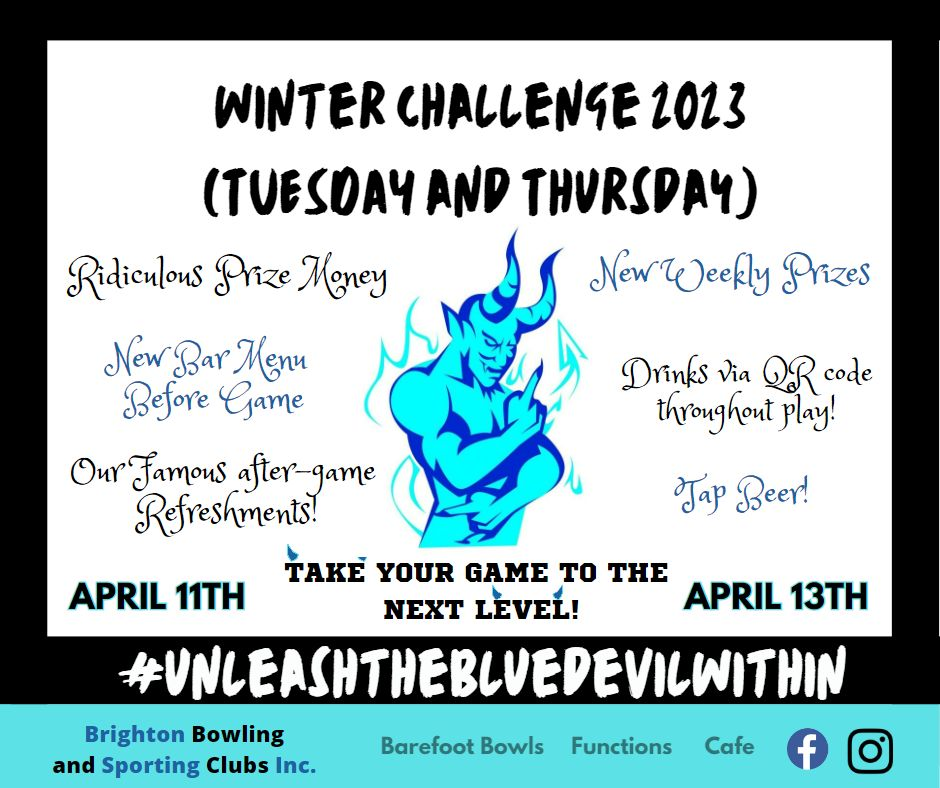 WINTER CHALLENGE 2023
(TUESDAY AND THURSDAY)
Ridiculous Prize Money
New Weekly Prizes
New Bar Menu
Before Game
Drinks via QR code
throughout play!
Our Famous after-game
Refreshments!
Tap Beer!
TAKE YOUR GAME TO THE
NEXT LEVEL!
APRIL 11TH
APRIL 13TH
#UNLEASHTHEBLUEDEVILWITHIN
Brighton Bowling
and Sporting Clubs Inc.
Barefoot Bowls Functions Cafe